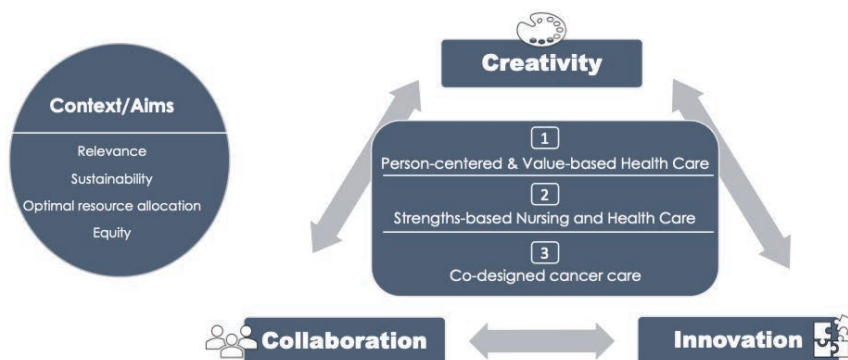 Context/Aims
Relevance
Sustainability
Optimal resource allocation
Equity
Creativity
1
Person-centered & Value-based Health Care
2
Strengths-based Nursing and Health Care
3
Co-designed cancer care
Collaboration
Innovation